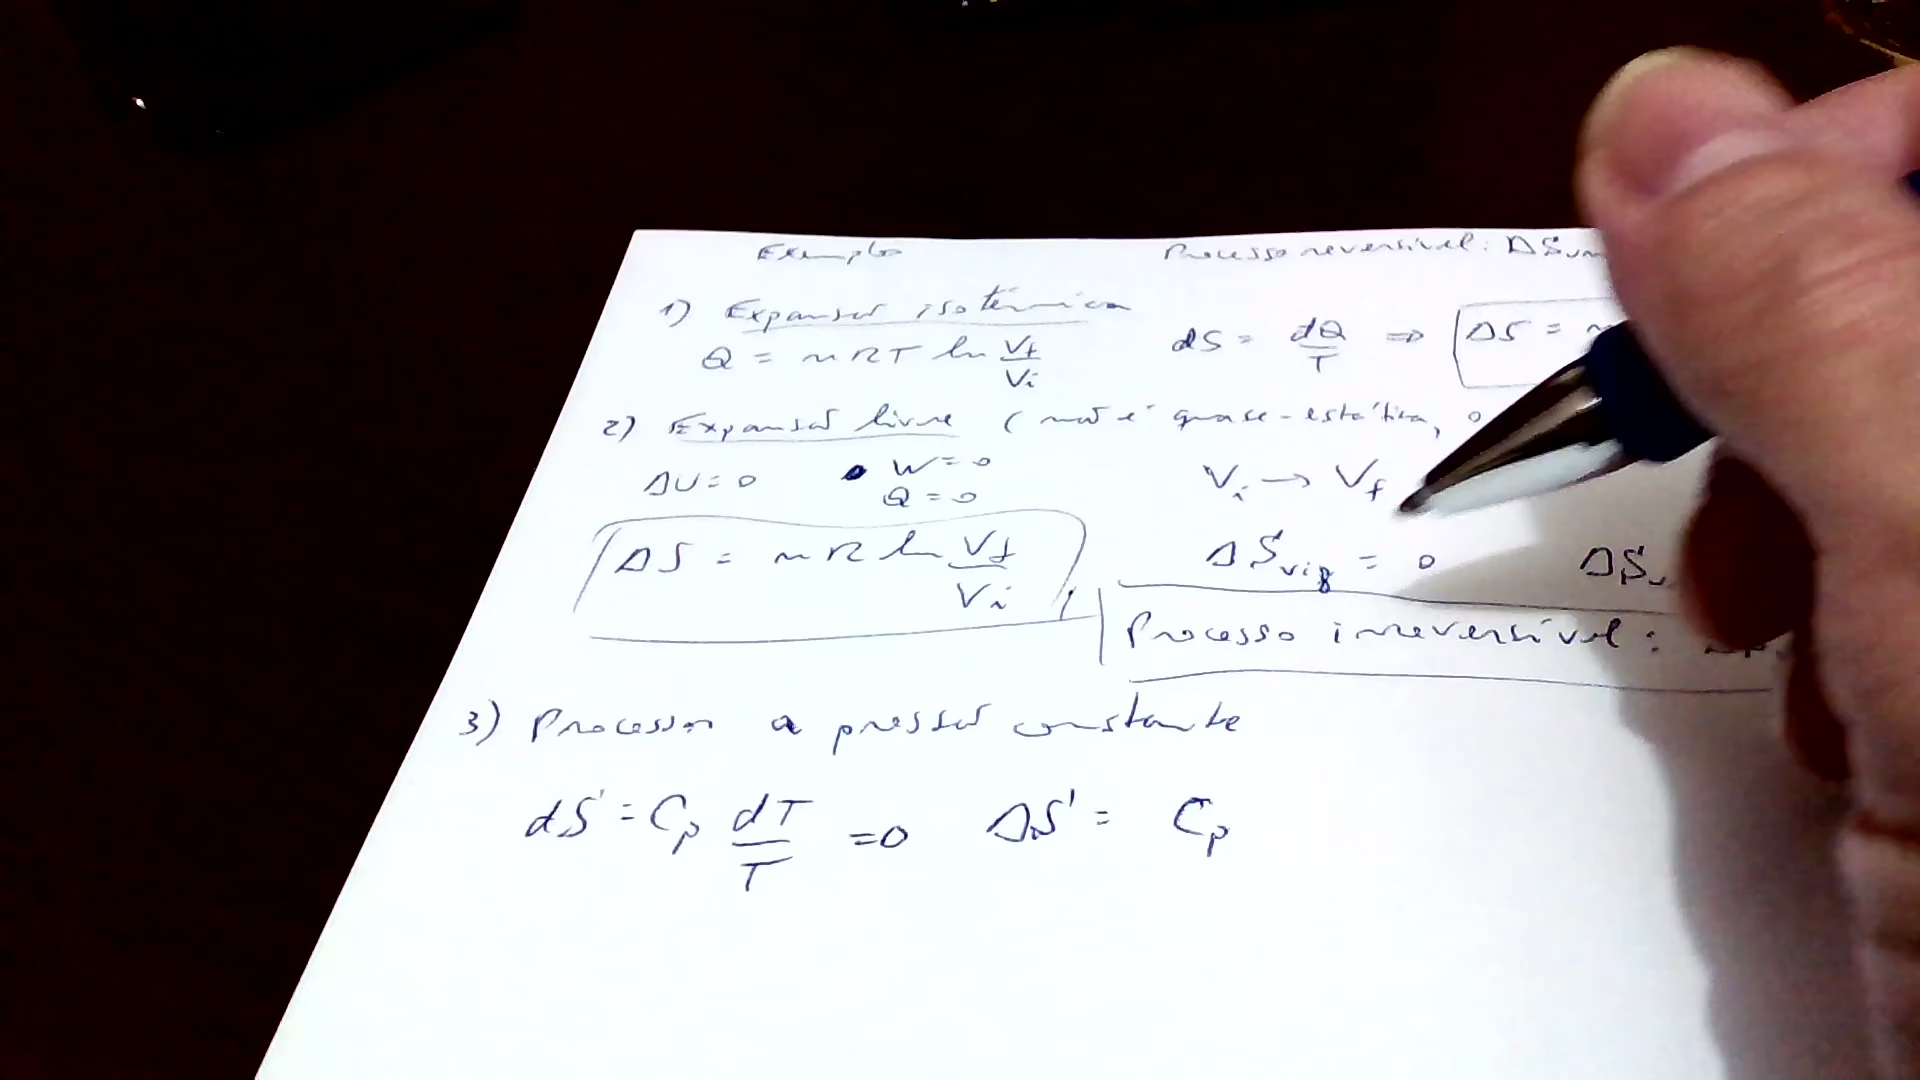 Exemplos Processo reversível: ΔS
1) Expansão isotérmica
Q = nRT ln Vf/Vi dS = dQ/T ⇒ ΔS = n
2) Expansão livre (não é quase-estática,
ΔU = 0 W = 0 Vi → Vf
Q = 0
ΔS = nR ln Vf/Vi ΔSviz = 0 ΔS
Processo irreversível:
3) Processo a pressão constante
dS = Cp dT/T =0 ΔS = Cp